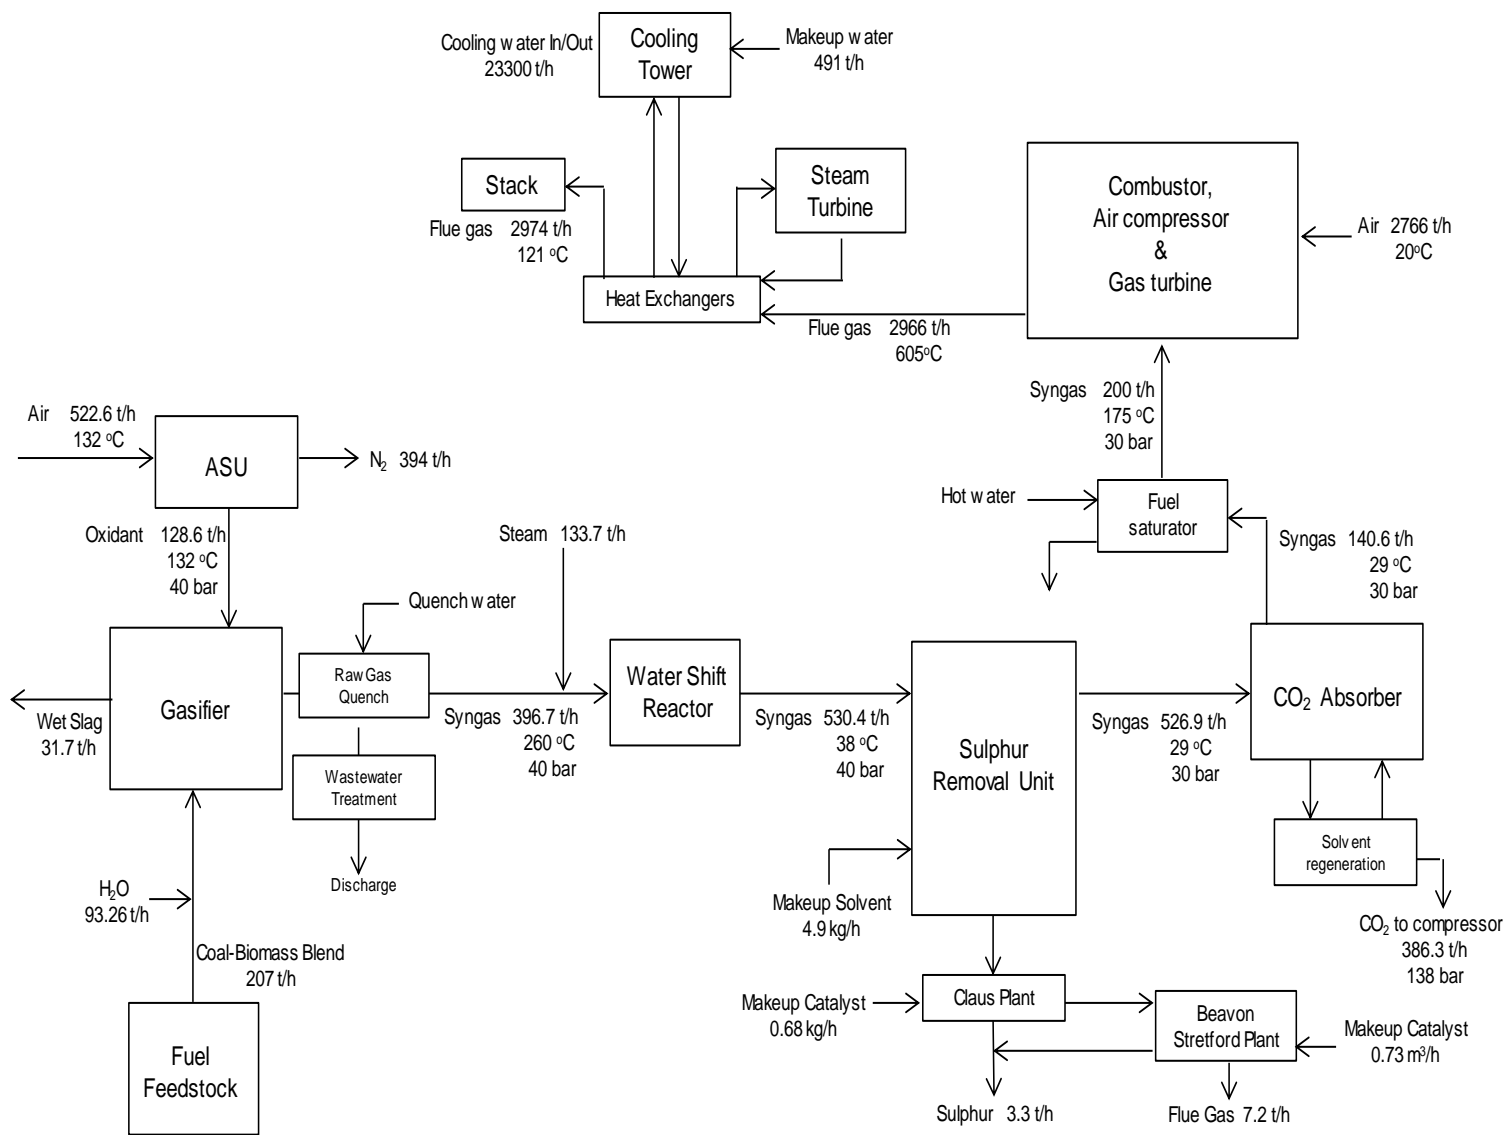 Cooling water In/Out
23300 t/h
Cooling
Tower
Makeup water
491 t/h
Stack
Flue gas 2974 t/h
121 °C
Steam
Turbine
Heat Exchangers
Combustor,
Air compressor
&
Gas turbine
Air 2766 t/h
20°C
Flue gas 2966 t/h
605°C
Syngas 200 t/h
175 °C
30 bar
Air 522.6 t/h
132 °C
ASU
N₂ 394 t/h
Oxidant 128.6 t/h
132 °C
40 bar
Hot water
Fuel
saturator
Syngas 140.6 t/h
29 °C
30 bar
Steam 133.7 t/h
Quench water
Gasifier
Wet Slag
31.7 t/h
Raw Gas
Quench
Syngas 396.7 t/h
260 °C
40 bar
Wastewater
Treatment
Discharge
Water Shift
Reactor
Syngas 530.4 t/h
38 °C
40 bar
Sulphur
Removal Unit
Syngas 526.9 t/h
29 °C
30 bar
CO₂ Absorber
Solvent
regeneration
CO₂ to compressor
386.3 t/h
138 bar
H₂O
93.26 t/h
Coal-Biomass Blend
207 t/h
Fuel
Feedstock
Makeup Solvent
4.9 kg/h
Makeup Catalyst
0.68 kg/h
Claus Plant
Beavon
Stretford Plant
Makeup Catalyst
0.73 m³/h
Sulphur 3.3 t/h
Flue Gas 7.2 t/h